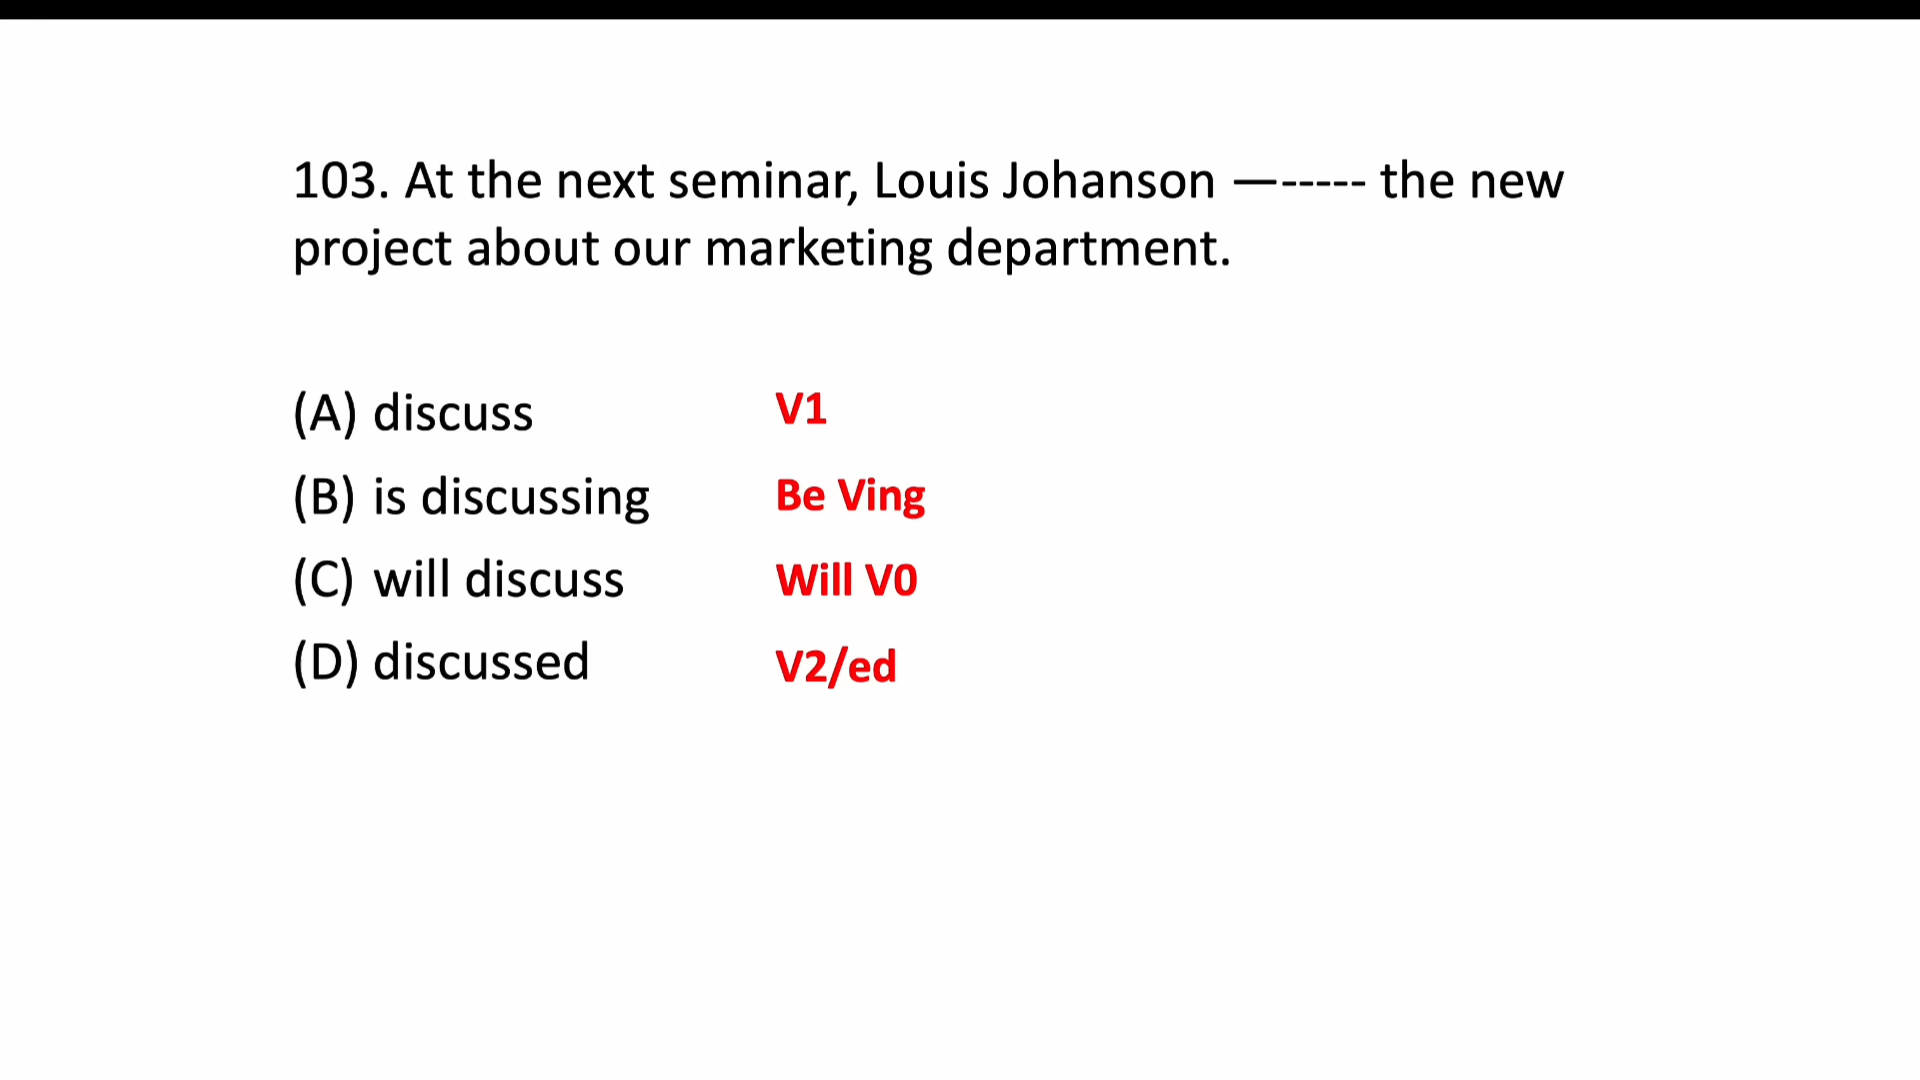 103. At the next seminar, Louis Johanson —----- the new
project about our marketing department.
(A) discuss V1
(B) is discussing Be Ving
(C) will discuss Will V0
(D) discussed V2/ed